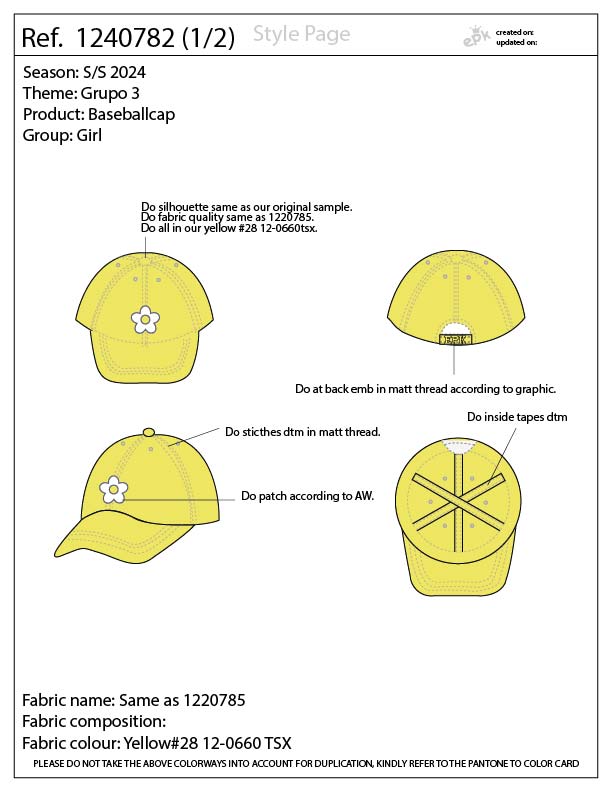 Ref. 1240782 (1/2)
Style Page
epk
created on:
updated on:
Season: S/S 2024
Theme: Grupo 3
Product: Baseballcap
Group: Girl
Do silhouette same as our original sample.
Do fabric quality same as 1220785.
Do all in our yellow #28 12-0660tsx.
EPK
Do at back emb in matt thread according to graphic.
Do inside tapes dtm
Do sticthes dtm in matt thread.
Do patch according to AW.
Fabric name: Same as 1220785
Fabric composition:
Fabric colour: Yellow#28 12-0660 TSX
PLEASE DO NOT TAKE THE ABOVE COLORWAYS INTO ACCOUNT FOR DUPLICATION, KINDLY REFER TO THE PANTONE TO COLOR CARD